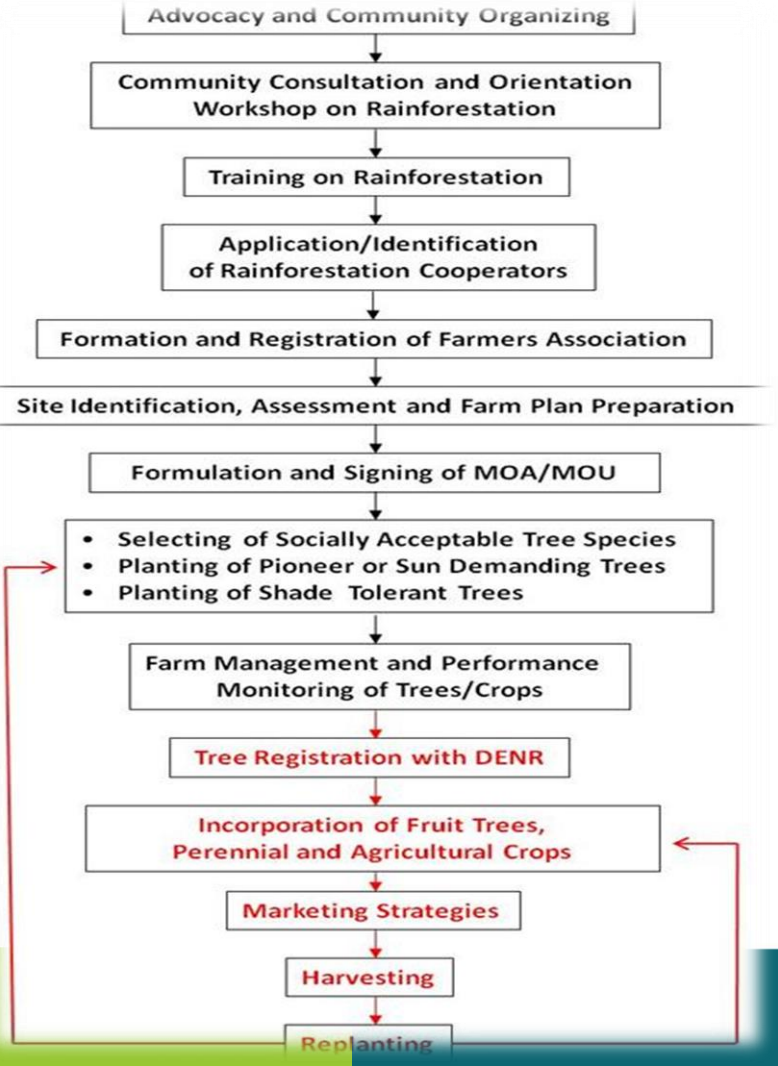 Advocacy and Community Organizing
Community Consultation and Orientation
Workshop on Rainforestation
Training on Rainforestation
Application/Identification
of Rainforestation Cooperators
Formation and Registration of Farmers Association
Site Identification, Assessment and Farm Plan Preparation
Formulation and Signing of MOA/MOU
• Selecting of Socially Acceptable Tree Species
• Planting of Pioneer or Sun Demanding Trees
• Planting of Shade Tolerant Trees
Farm Management and Performance
Monitoring of Trees/Crops
Tree Registration with DENR
Incorporation of Fruit Trees,
Perennial and Agricultural Crops
Marketing Strategies
Harvesting
Replanting